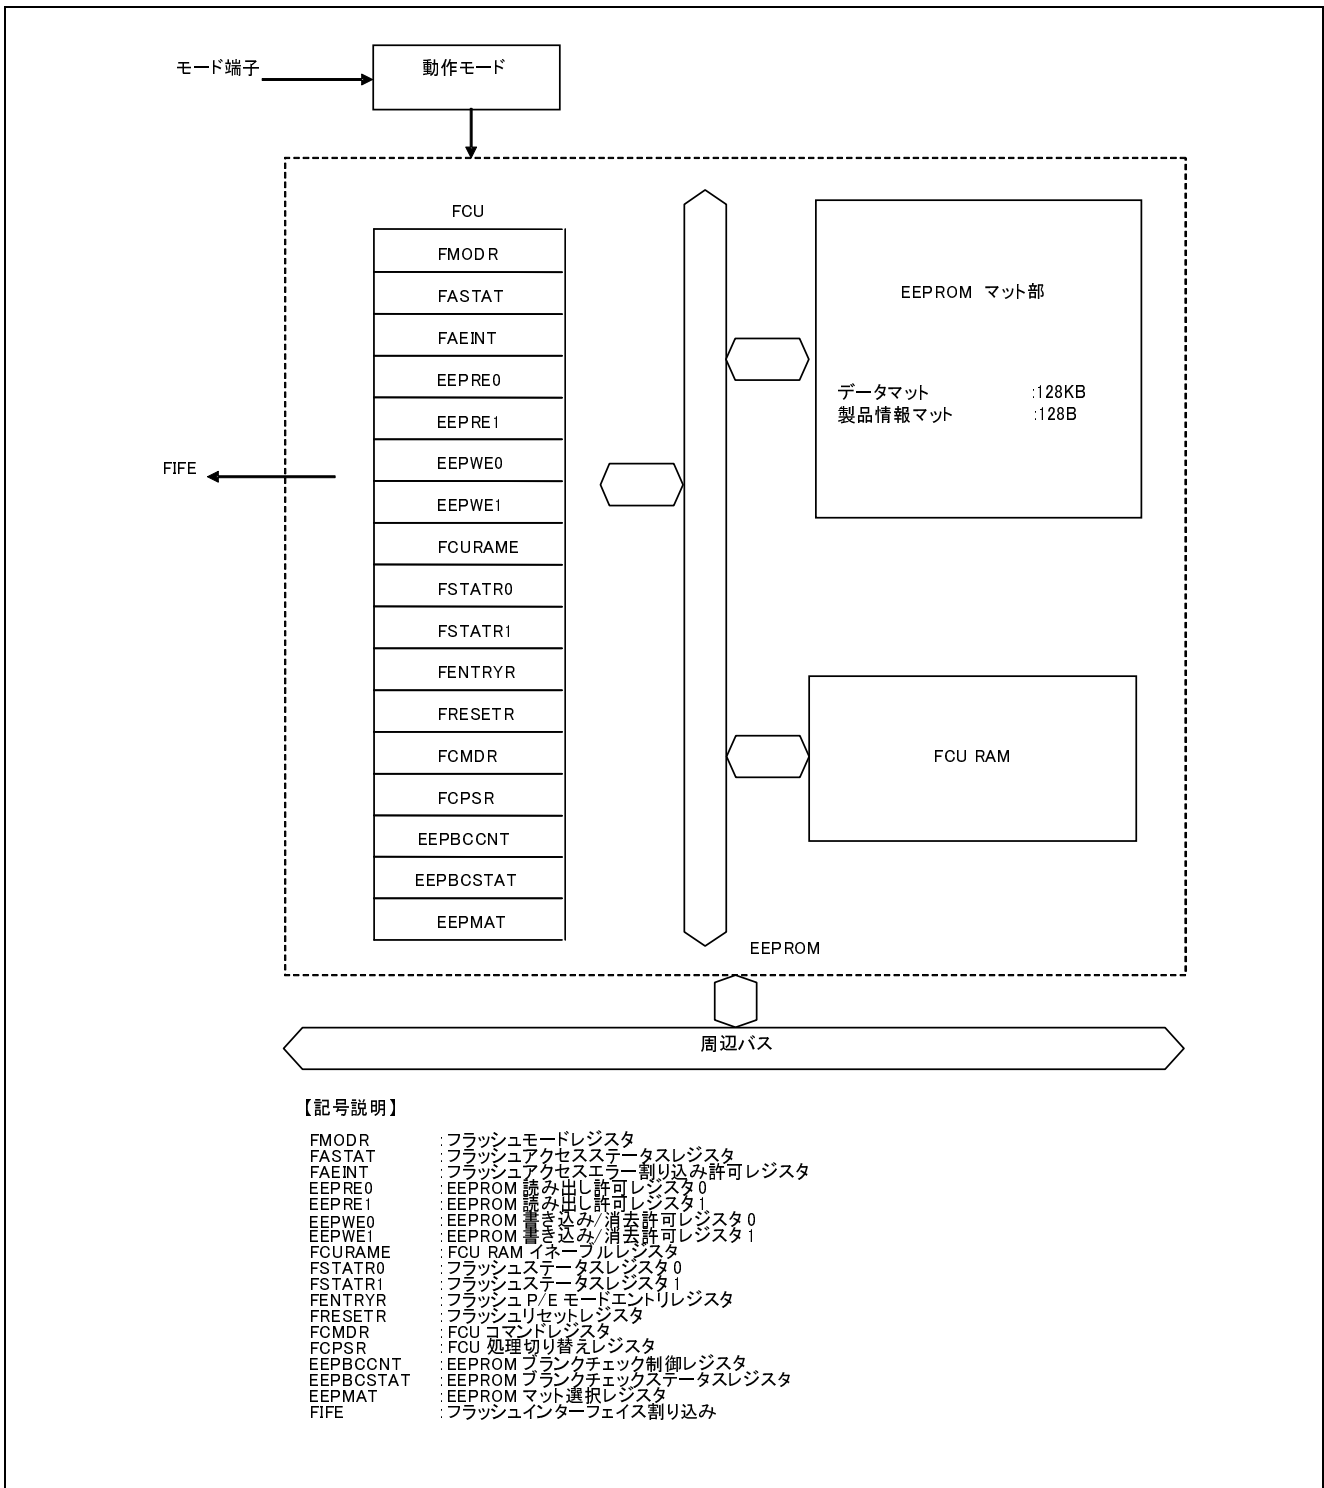 モード端子
動作モード
FCU
FMODR
FASTAT
FAEINT
EEPRE0
EEPRE1
EEPWE0
EEPWE1
FCURAME
FSTATR0
FSTATR1
FENTRYR
FRESETR
FCMDR
FCPSR
EEPBCCNT
EEPBCSTAT
EEPMAT
FIFE
EEPROM マット部
データマット :128KB
製品情報マット :128B
FCU RAM
EEPROM
周辺バス
【記号説明】
FMODR :フラッシュモードレジスタ
FASTAT :フラッシュアクセスステータスレジスタ
FAEINT :フラッシュアクセスエラー割り込み許可レジスタ
EEPRE0 :EEPROM 読み出し許可レジスタ0
EEPRE1 :EEPROM 読み出し許可レジスタ1
EEPWE0 :EEPROM 書き込み/消去許可レジスタ0
EEPWE1 :EEPROM 書き込み/消去許可レジスタ1
FCURAME :FCU RAM イネーブルレジスタ
FSTATR0 :フラッシュステータスレジスタ0
FSTATR1 :フラッシュステータスレジスタ1
FENTRYR :フラッシュ P/E モードエントリレジスタ
FRESETR :フラッシュリセットレジスタ
FCMDR :FCU コマンドレジスタ
FCPSR :FCU 処理切り替えレジスタ
EEPBCCNT :EEPROM ブランクチェック制御レジスタ
EEPBCSTAT :EEPROM ブランクチェックステータスレジスタ
EEPMAT :EEPROM マット選択レジスタ
FIFE :フラッシュインターフェイス割り込み